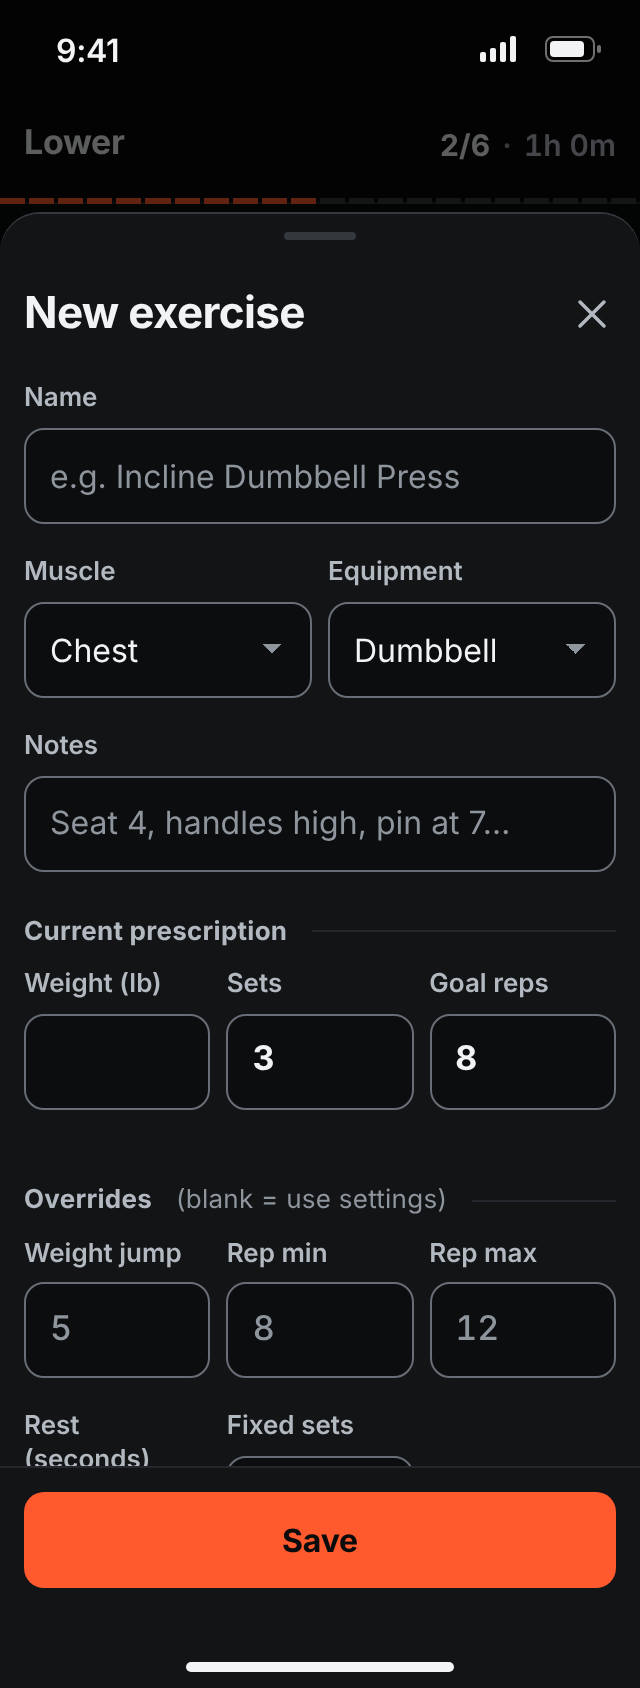 9:41
Lower
2/6 · 1h 0m
New exercise
Name
e.g. Incline Dumbbell Press
Muscle Equipment
Chest Dumbbell
Notes
Seat 4, handles high, pin at 7...
Current prescription
Weight (lb) Sets Goal reps
3 8
Overrides (blank = use settings)
Weight jump Rep min Rep max
5 8 12
Rest Fixed sets
(seconds)
Save